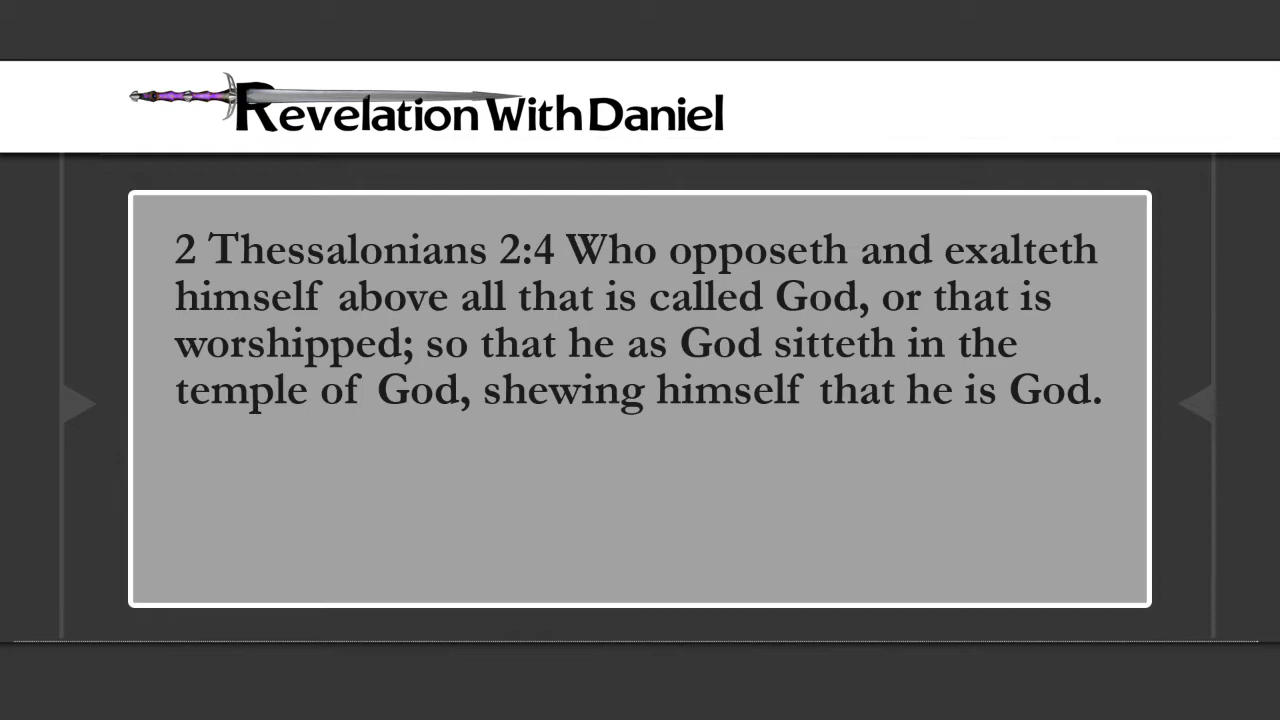 Revelation With Daniel
2 Thessalonians 2:4 Who opposeth and exalteth
himself above all that is called God, or that is
worshipped; so that he as God sitteth in the
temple of God, shewing himself that he is God.